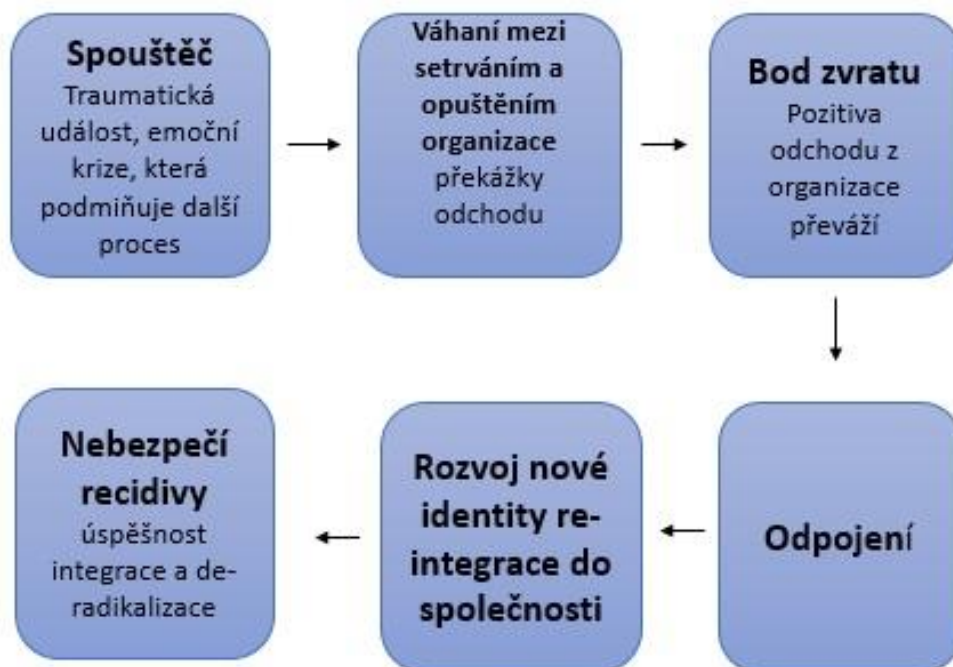 Spouštěč
Traumatická
událost, emoční
krize, která
podmiňuje další
proces
Váhaní mezi
setrváním a
opuštěním
organizace
překážky
odchodu
Bod zvratu
Pozitiva
odchodu z
organizace
převáží
Odpojení
Rozvoj nové
identity re-
integrace do
společnosti
Nebezpečí
recidivy
úspěšnost
integrace a de-
radikalizace